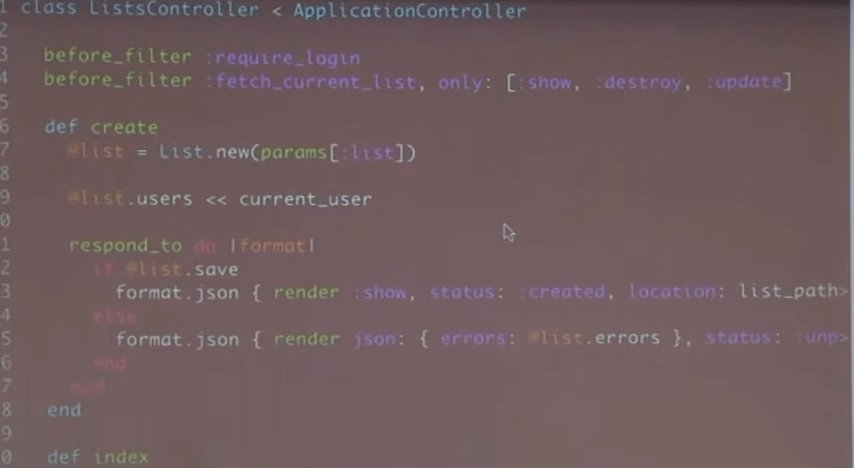 1 class ListsController < ApplicationController
2
3 before_filter :require_login
4 before_filter :fetch_current_list, only: [:show, :destroy, :update]
5
6 def create
7 @list = List.new(params[:list])
8
9 @list.users << current_user
0
1 respond_to do |format|
2 if @list.save
3 format.json { render :show, status: :created, location: list_path>
4 else
5 format.json { render json: { errors: @list.errors }, status: :unp>
6 end
7 end
8 end
9
0 def index